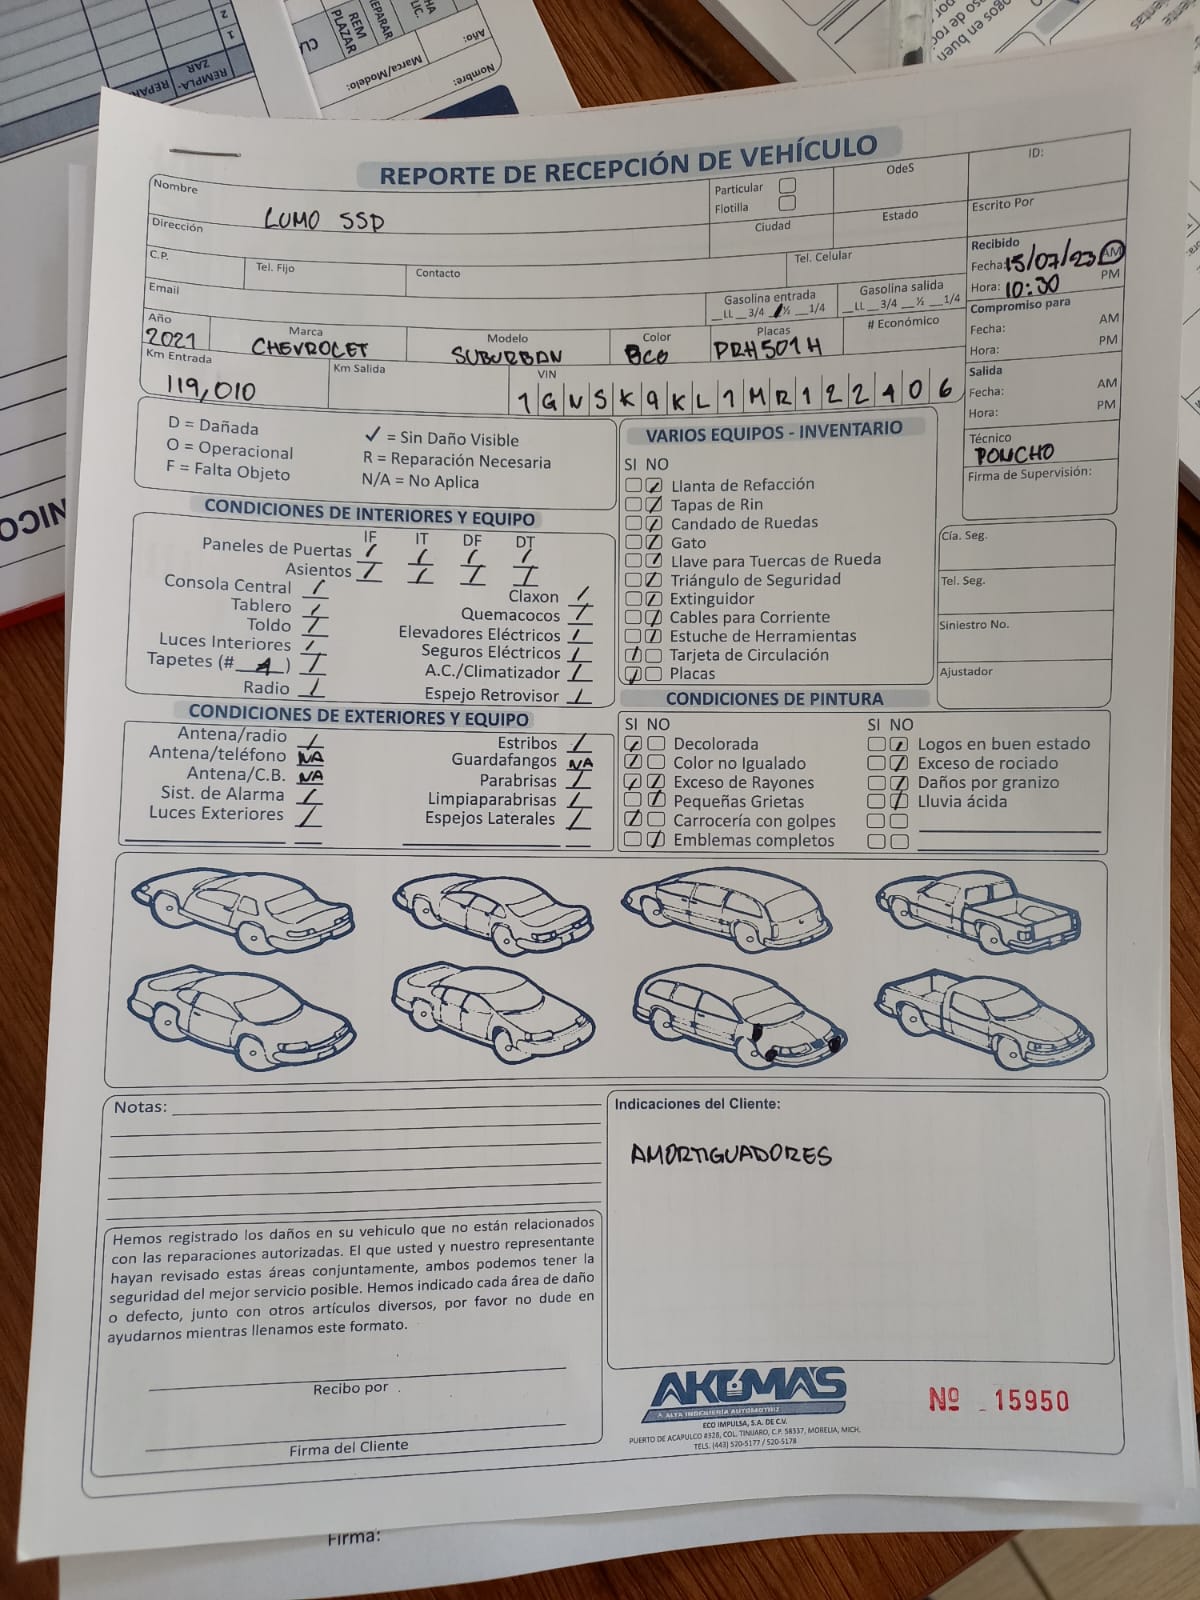 REPORTE DE RECEPCIÓN DE VEHÍCULO
Nombre LUMO SSD
Particular
Flotilla
OdeS
ID:
Dirección
Ciudad
Estado
Escrito Por
C.P.
Tel. Fijo
Contacto
Tel. Celular
Recibido
Fecha: 15/07/23 AM
Hora: 10:30 PM
Email
Gasolina entrada
__LL __3/4 __½ __1/4
Gasolina salida
__LL __3/4 __½ __1/4
Compromiso para
Fecha: AM
Hora: PM
Año 2021
Marca CHEVROLET
Modelo SUBURBAN
Color BCO
Placas PRH501H
# Económico
Km Entrada 119,010
Km Salida
VIN 1GNSK9KL1MR122406
Salida
Fecha: AM
Hora: PM
Técnico
PONCHO
Firma de Supervisión:
D = Dañada
O = Operacional
F = Falta Objeto
✓ = Sin Daño Visible
R = Reparación Necesaria
N/A = No Aplica
CONDICIONES DE INTERIORES Y EQUIPO
IF IT DF DT
Paneles de Puertas
Asientos
Consola Central
Tablero
Toldo
Luces Interiores
Tapetes (# 4 )
Radio
Claxon
Quemacocos
Elevadores Eléctricos
Seguros Eléctricos
A.C./Climatizador
Espejo Retrovisor
VARIOS EQUIPOS - INVENTARIO
SI NO
Llanta de Refacción
Tapas de Rin
Candado de Ruedas
Gato
Llave para Tuercas de Rueda
Triángulo de Seguridad
Extinguidor
Cables para Corriente
Estuche de Herramientas
Tarjeta de Circulación
Placas
Cía. Seg.
Tel. Seg.
Siniestro No.
Ajustador
CONDICIONES DE EXTERIORES Y EQUIPO
Antena/radio
Antena/teléfono NA
Antena/C.B. NA
Sist. de Alarma
Luces Exteriores
Estribos
Guardafangos NA
Parabrisas
Limpiaparabrisas
Espejos Laterales
CONDICIONES DE PINTURA
SI NO
Decolorada
Color no Igualado
Exceso de Rayones
Pequeñas Grietas
Carrocería con golpes
Emblemas completos
SI NO
Logos en buen estado
Exceso de rociado
Daños por granizo
Lluvia ácida
Notas:
Indicaciones del Cliente:
AMORTIGUADORES
Hemos registrado los daños en su vehiculo que no están relacionados
con las reparaciones autorizadas. El que usted y nuestro representante
hayan revisado estas áreas conjuntamente, ambos podemos tener la
seguridad del mejor servicio posible. Hemos indicado cada área de daño
o defecto, junto con otros artículos diversos, por favor no dude en
ayudarnos mientras llenamos este formato.
Recibo por
Firma del Cliente
AKUMAS
ALTA INGENIERÍA AUTOMOTRIZ
ECO IMPULSA, S.A. DE C.V.
PUERTO DE ACAPULCO #328, COL. TINIJARO, C.P. 58337, MORELIA, MICH.
TELS. (443) 520-5177 / 520-5178
Nº 15950
Firma:
Nombre:
Marca/Modelo:
Año:
REM
PLAZAR